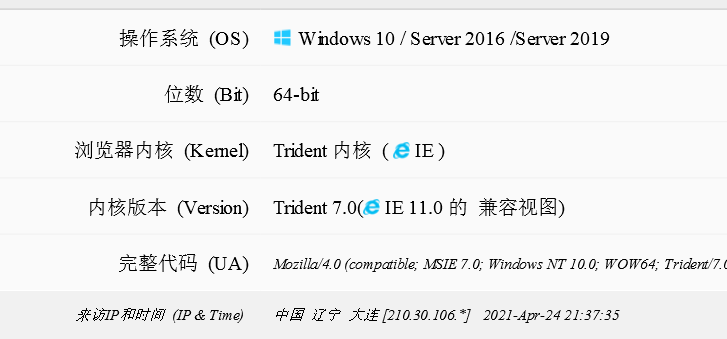 操作系统 (OS) Windows 10 / Server 2016 /Server 2019
位数 (Bit) 64-bit
浏览器内核 (Kernel) Trident 内核 ( IE )
内核版本 (Version) Trident 7.0( IE 11.0 的 兼容视图)
完整代码 (UA) Mozilla/4.0 (compatible; MSIE 7.0; Windows NT 10.0; WOW64; Trident/7.0
来访IP和时间 (IP & Time) 中国 辽宁 大连 [210.30.106.*] 2021-Apr-24 21:37:35